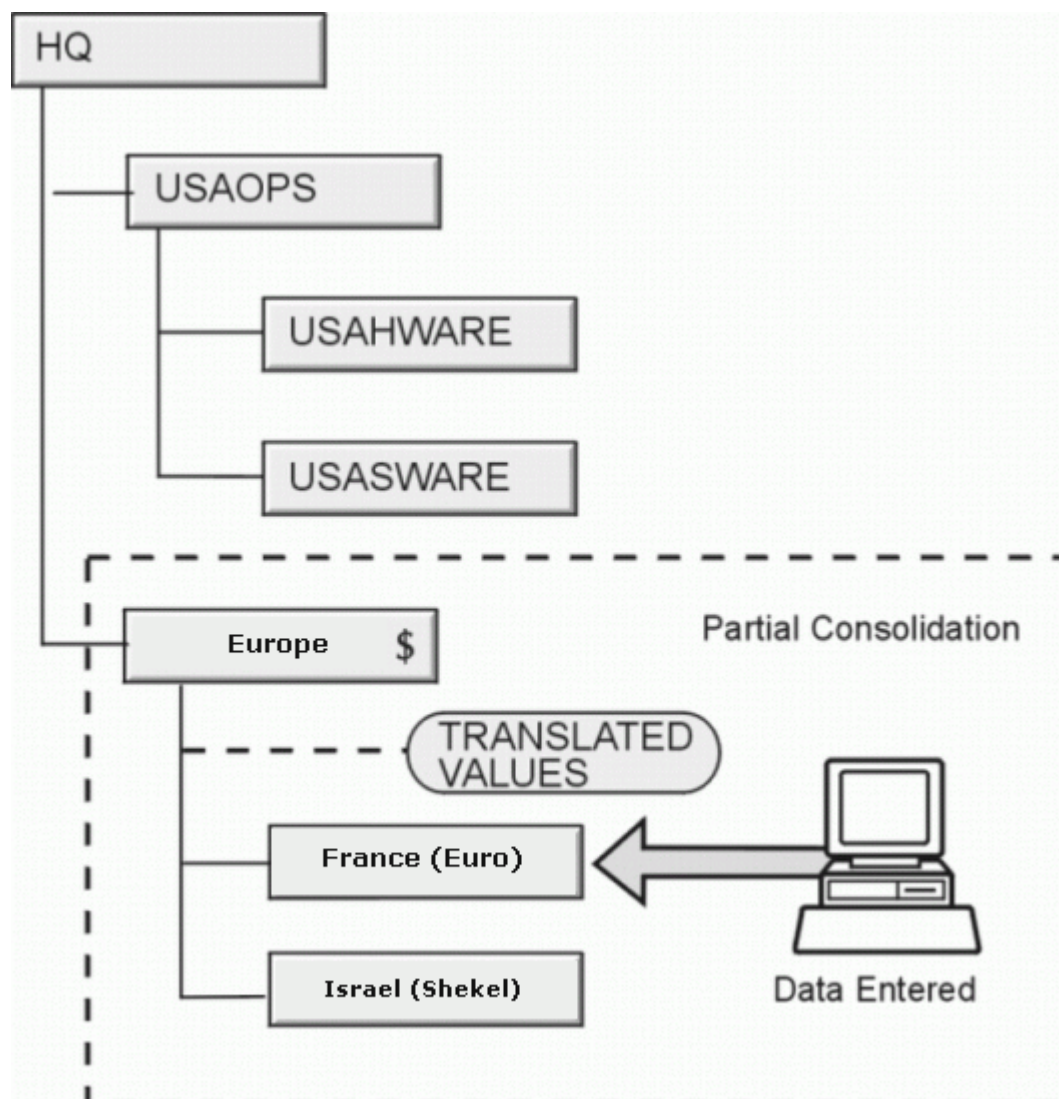 HQ
USAOPS
USAHWARE
USASWARE
Europe $
Partial Consolidation
TRANSLATED
VALUES
France (Euro)
Israel (Shekel)
Data Entered